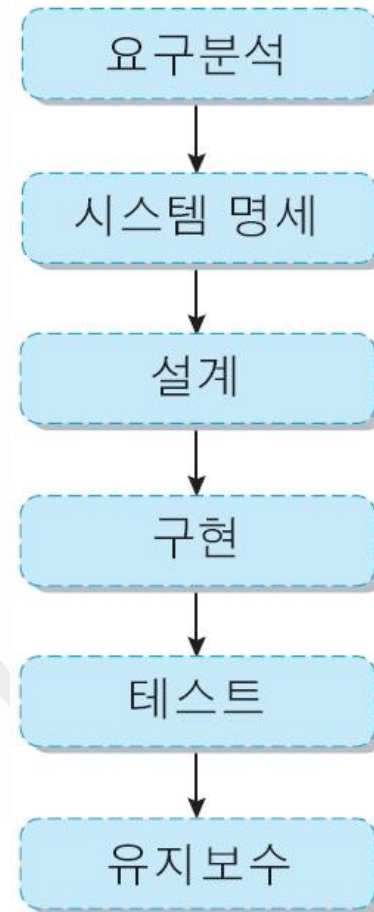 요구분석
시스템 명세
설계
구현
테스트
유지보수